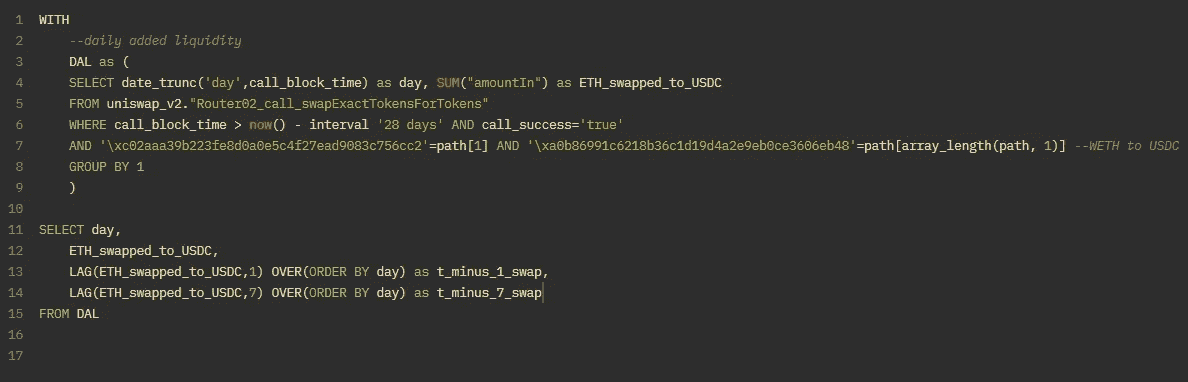 1 WITH
2 --daily added liquidity
3 DAL as (
4 SELECT date_trunc('day',call_block_time) as day, SUM("amountIn") as ETH_swapped_to_USDC
5 FROM uniswap_v2."Router02_call_swapExactTokensForTokens"
6 WHERE call_block_time > now() - interval '28 days' AND call_success='true'
7 AND '\xc02aaa39b223fe8d0a0e5c4f27ead9083c756cc2'=path[1] AND '\xa0b86991c6218b36c1d19d4a2e9eb0ce3606eb48'=path[array_length(path, 1)] --WETH to USDC
8 GROUP BY 1
9 )
10
11 SELECT day,
12 ETH_swapped_to_USDC,
13 LAG(ETH_swapped_to_USDC,1) OVER(ORDER BY day) as t_minus_1_swap,
14 LAG(ETH_swapped_to_USDC,7) OVER(ORDER BY day) as t_minus_7_swap
15 FROM DAL
16
17